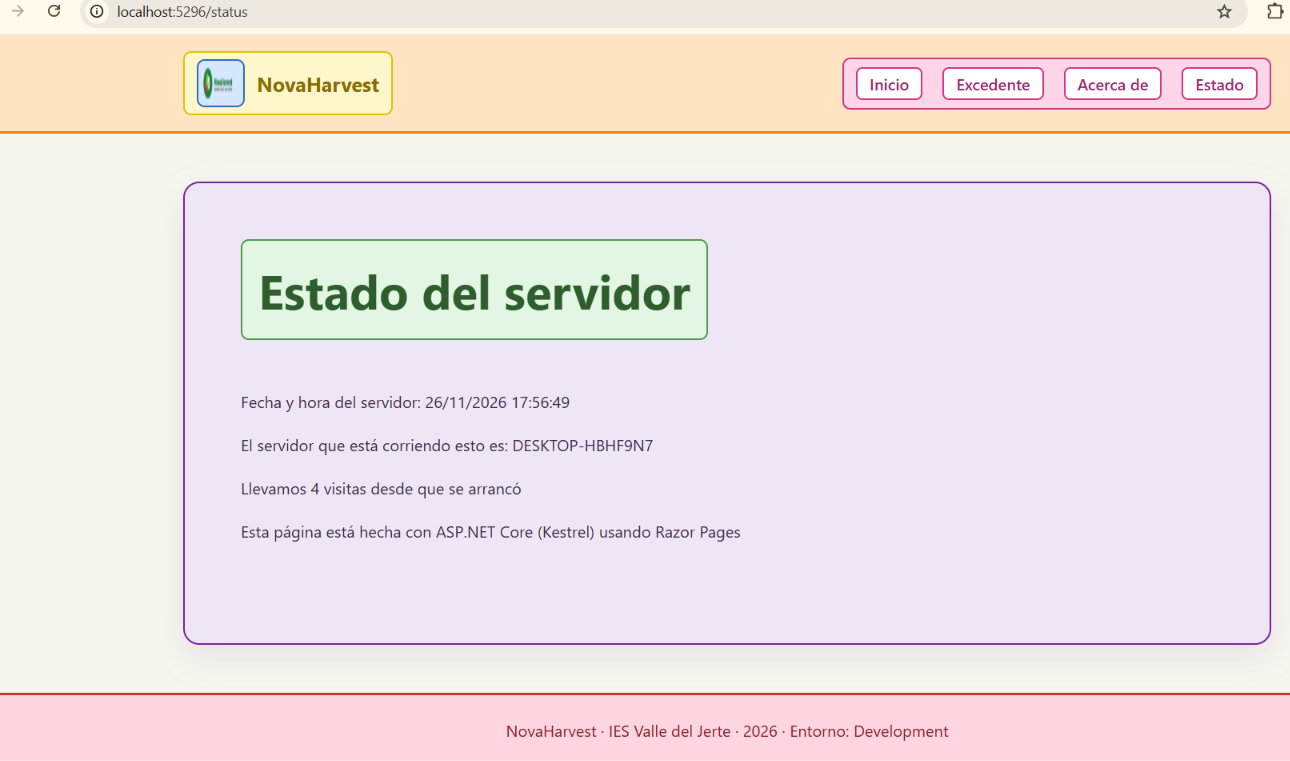 localhost:5296/status
NovaHarvest
Inicio
Excedente
Acerca de
Estado
Estado del servidor
Fecha y hora del servidor: 26/11/2026 17:56:49
El servidor que está corriendo esto es: DESKTOP-HBHF9N7
Llevamos 4 visitas desde que se arrancó
Esta página está hecha con ASP.NET Core (Kestrel) usando Razor Pages
NovaHarvest · IES Valle del Jerte · 2026 · Entorno: Development